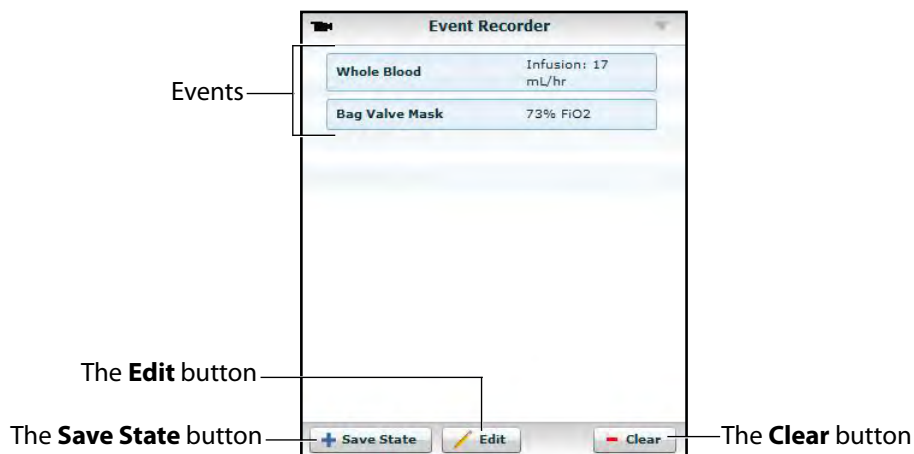 Event Recorder
Whole Blood
Infusion: 17
mL/hr
Events
Bag Valve Mask
73% FiO2
The Edit button
The Save State button
Save State
Edit
Clear
The Clear button